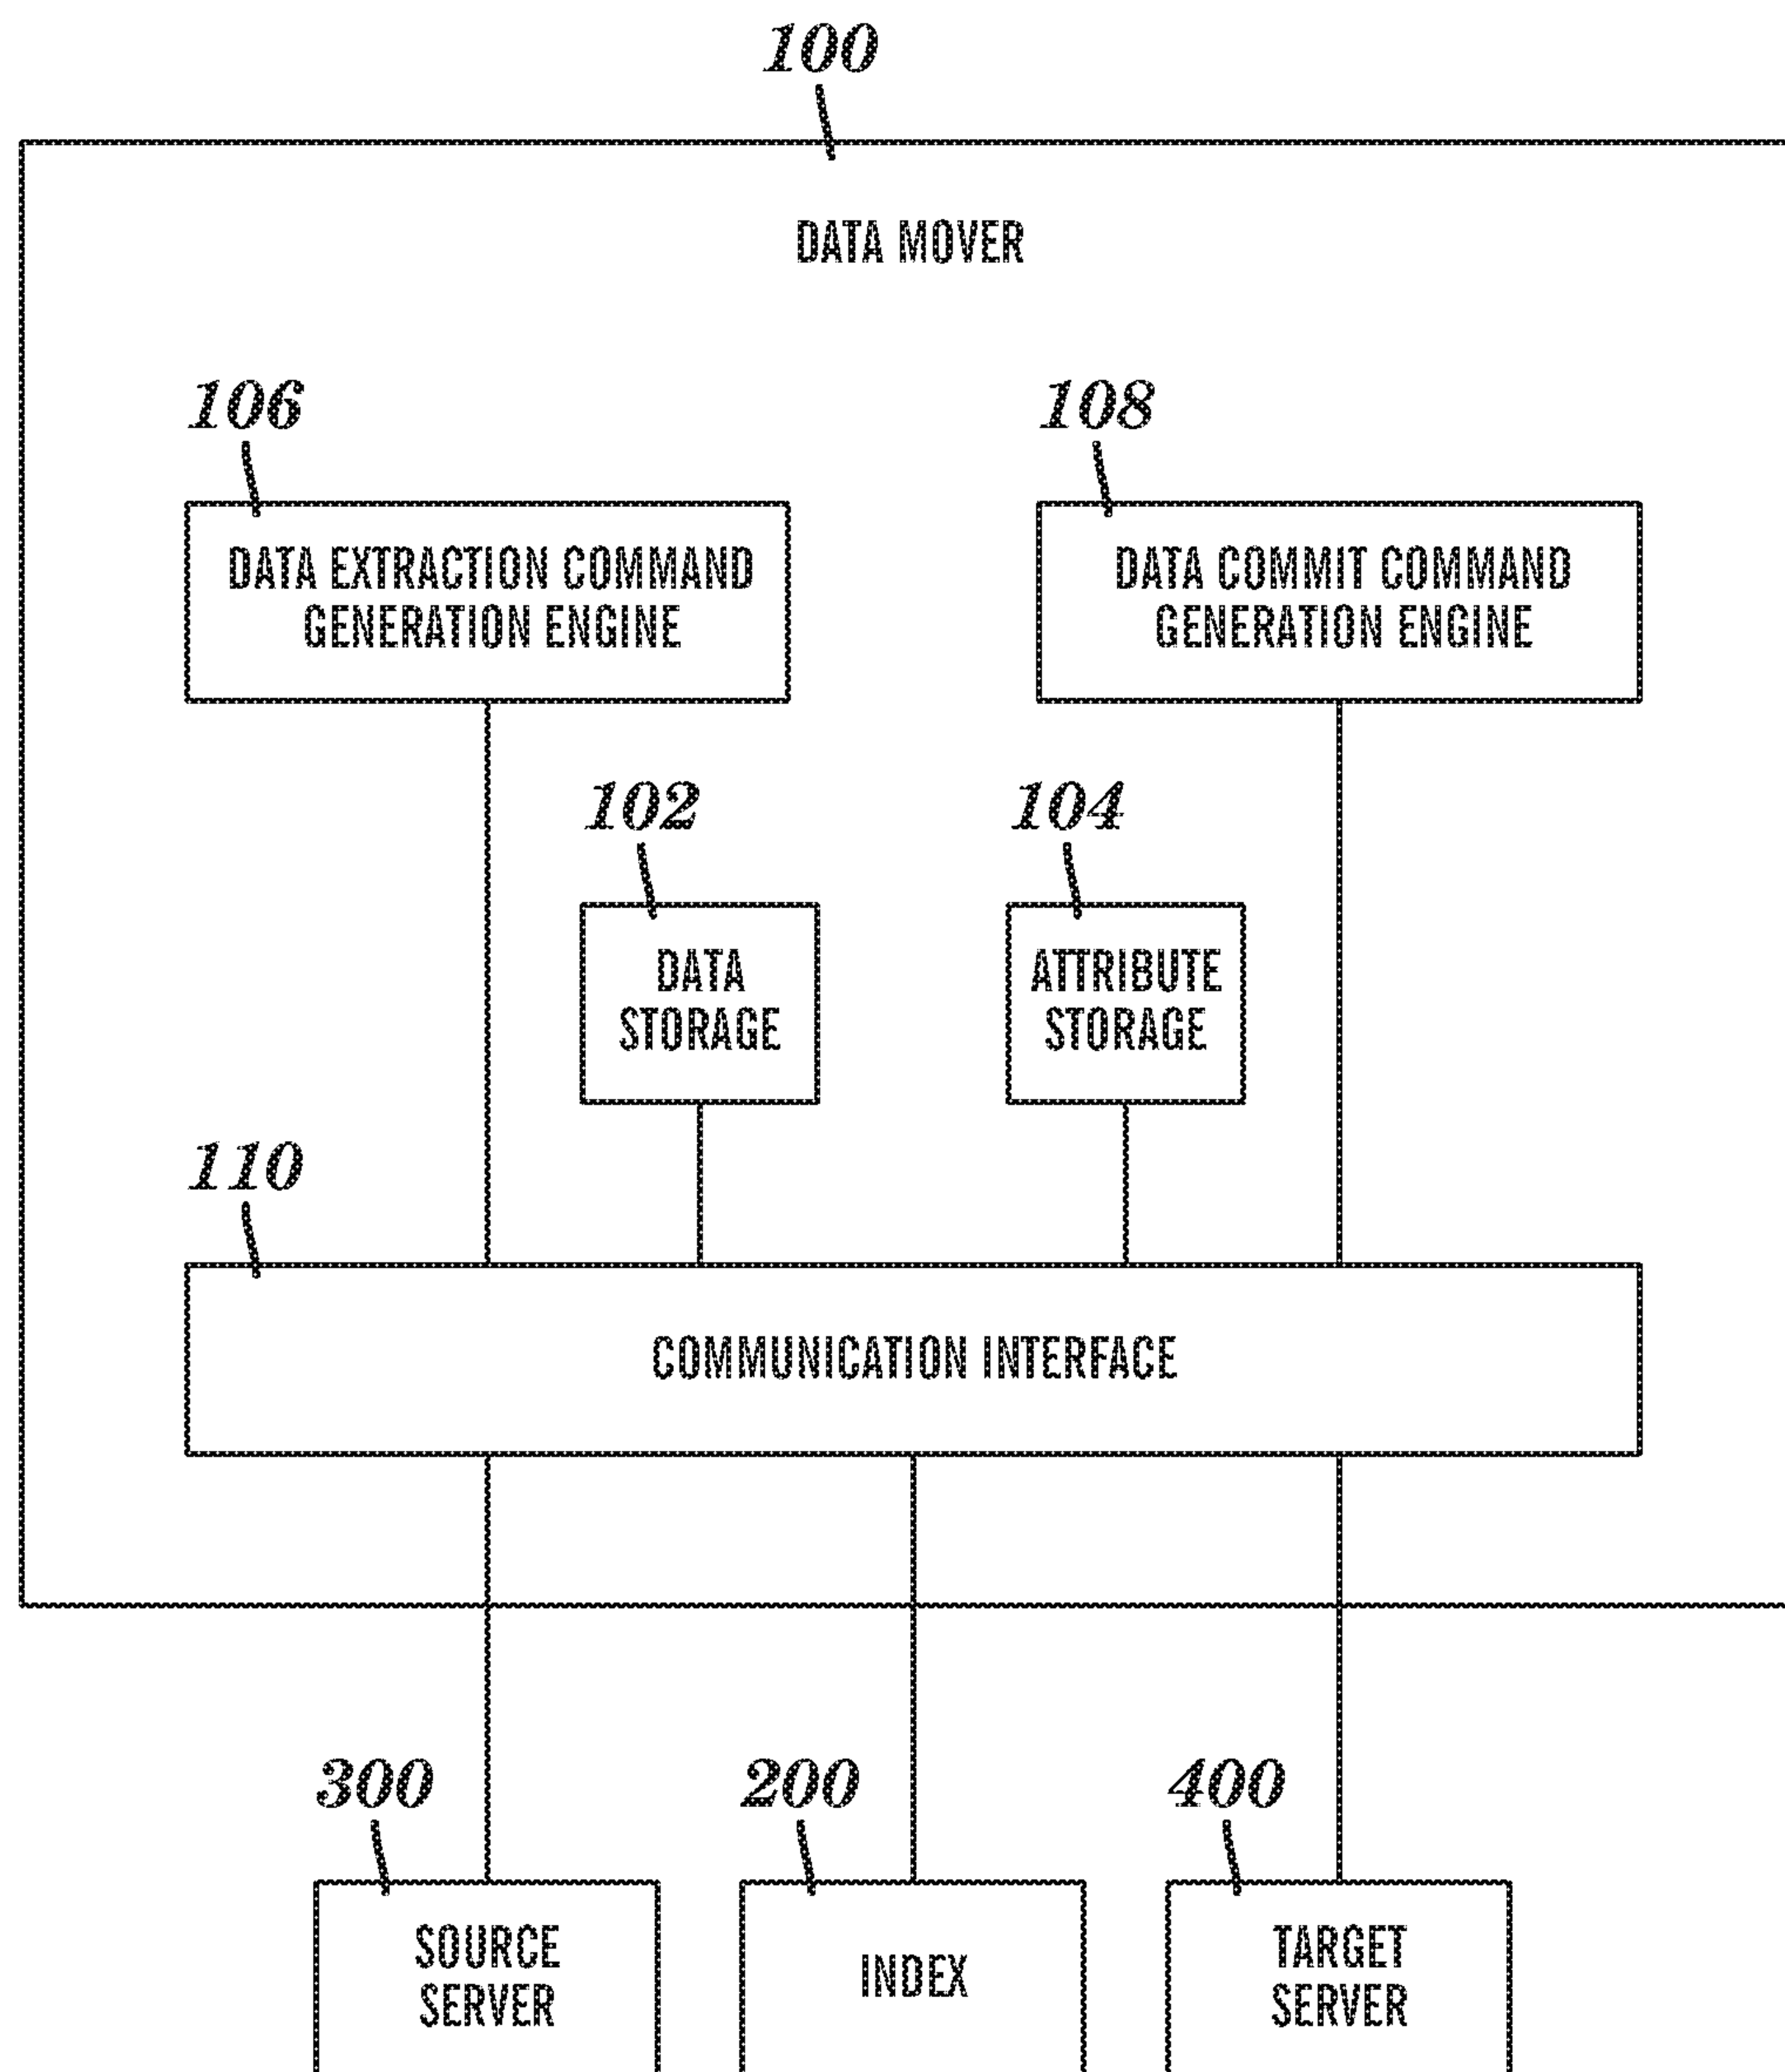 100
DATA MOVER
106
108
DATA EXTRACTION COMMAND
GENERATION ENGINE
DATA COMMIT COMMAND
GENERATION ENGINE
102
104
DATA
STORAGE
ATTRIBUTE
STORAGE
110
COMMUNICATION INTERFACE
300
200
400
SOURCE
SERVER
INDEX
TARGET
SERVER